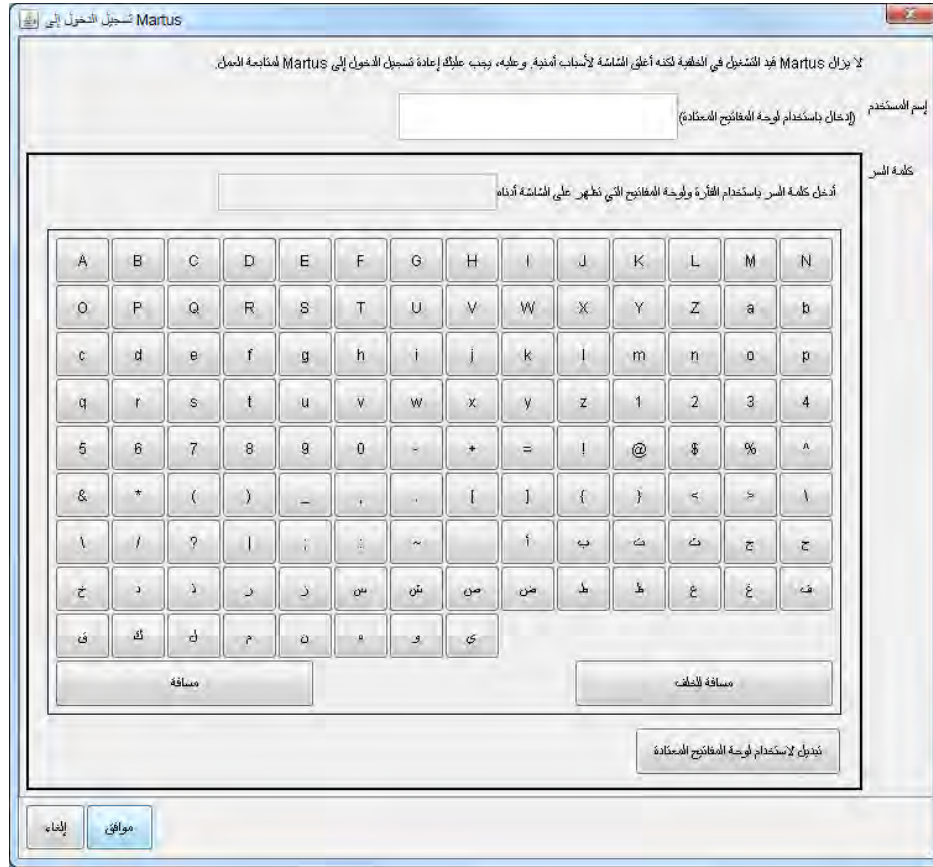 تسجيل الدخول إلى Martus
لا يزال Martus قيد التشغيل في الخلفية لكنه أغلق الشاشة لأسباب أمنية. وعليه، يجب عليك إعادة تسجيل الدخول إلى Martus لمتابعة العمل.
إسم المستخدم
(إدخال باستخدام لوحة المفاتيح المعتادة)
كلمة السر
أدخل كلمة السر باستخدام الفأرة ولوحة المفاتيح التي تظهر على الشاشة أدناه
A B C D E F G H I J K L M N
O P Q R S T U V W X Y Z a b
c d e f g h i j k l m n o p
q r s t u v w x y z 1 2 3 4
5 6 7 8 9 0 - + = ! @ $ % ^
& * ( ) _ , . [ ] { } < > \
\ / ? | ; : ~ أ ب ت ث ج ح
خ د ذ ر ز س ش ص ض ط ظ ع غ ف
ق ك ل م ن ه و ي
مسافة
مسافة للخلف
تبديل لاستخدام لوحة المفاتيح المعتادة
موافق
إلغاء